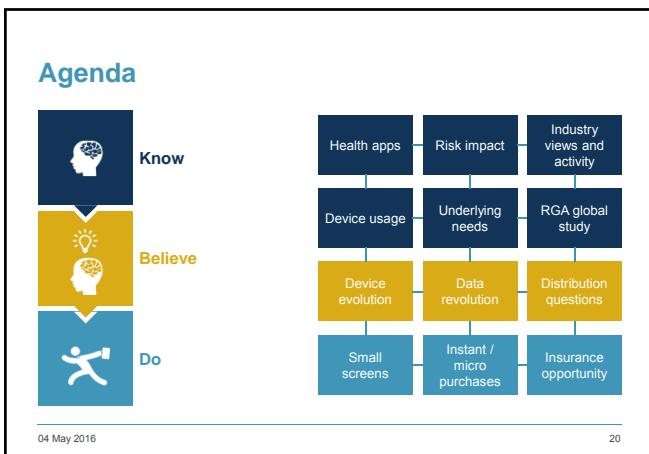 Agenda
Know
Health apps
Risk impact
Industry
views and
activity
Device usage
Underlying
needs
RGA global
study
Believe
Device
evolution
Data
revolution
Distribution
questions
Do
Small
screens
Instant /
micro
purchases
Insurance
opportunity
04 May 2016
20